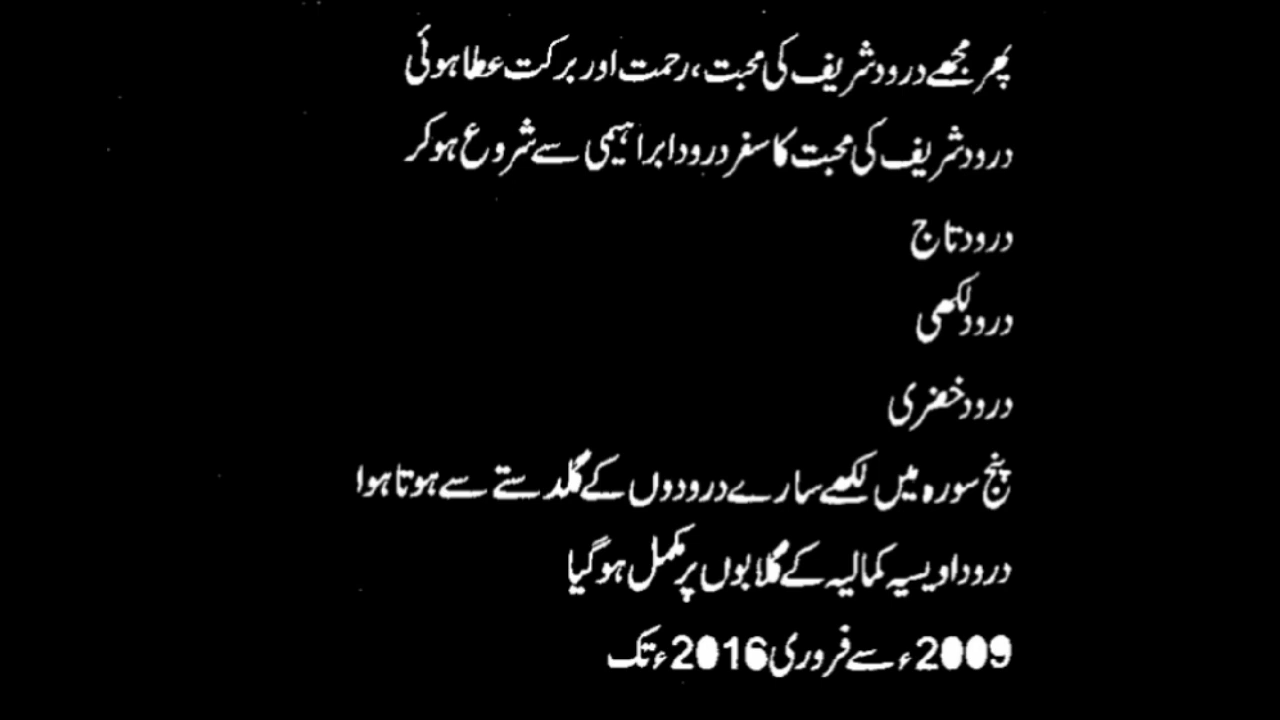 پھر مجھے درود شریف کی محبت، رحمت اور برکت عطا ہوئی
درود شریف کی محبت کا سفر درود ابراہیمی سے شروع ہو کر
درود تاج
درود لکھی
درود خضری
پنج سورہ میں لکھے سارے درودوں کے گلدستے سے ہوتا ہوا
درود اویسیہ کمالیہ کے گلابوں پر مکمل ہو گیا
2009ء سے فروری 2016ء تک